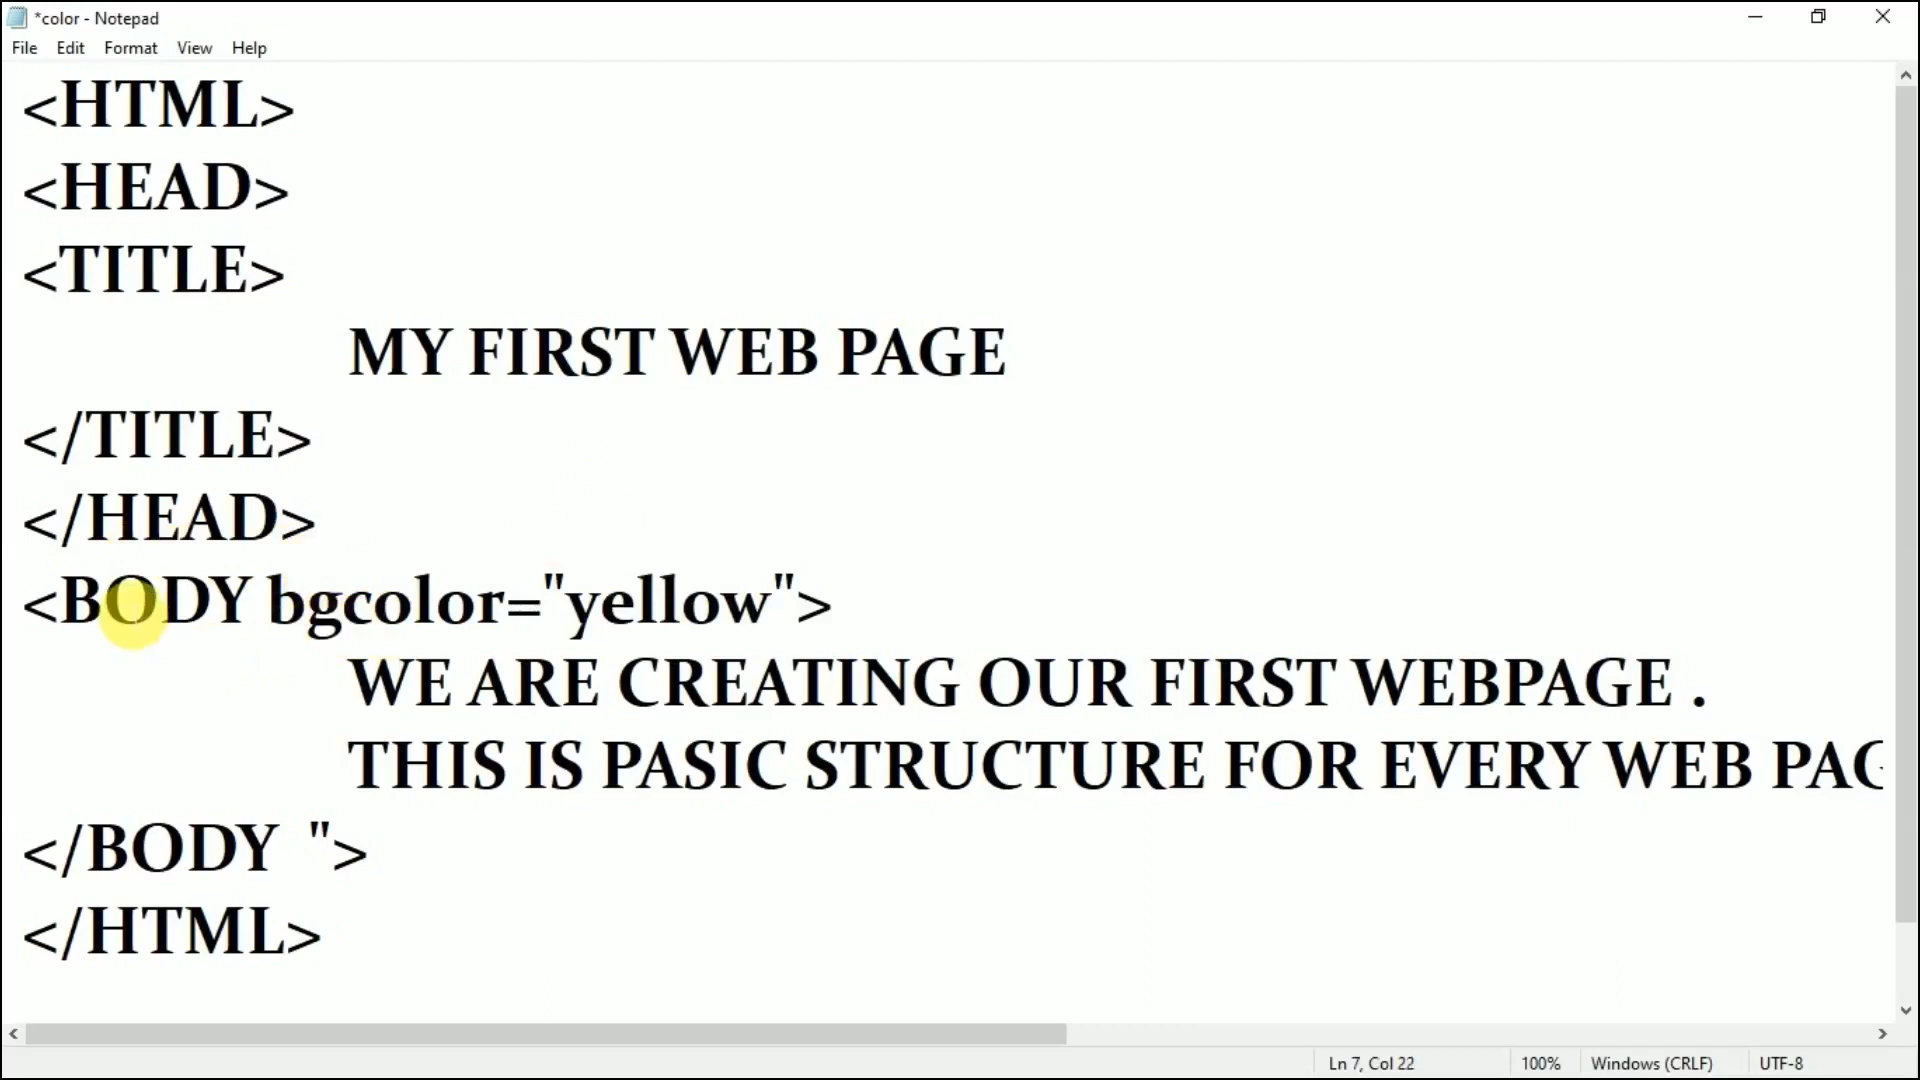 *color - Notepad
File Edit Format View Help
<HTML>
<HEAD>
<TITLE>
MY FIRST WEB PAGE
</TITLE>
</HEAD>
<BODY bgcolor="yellow">
WE ARE CREATING OUR FIRST WEBPAGE .
THIS IS PASIC STRUCTURE FOR EVERY WEB
</BODY ">
</HTML>
Ln 7, Col 22 100% Windows (CRLF) UTF-8